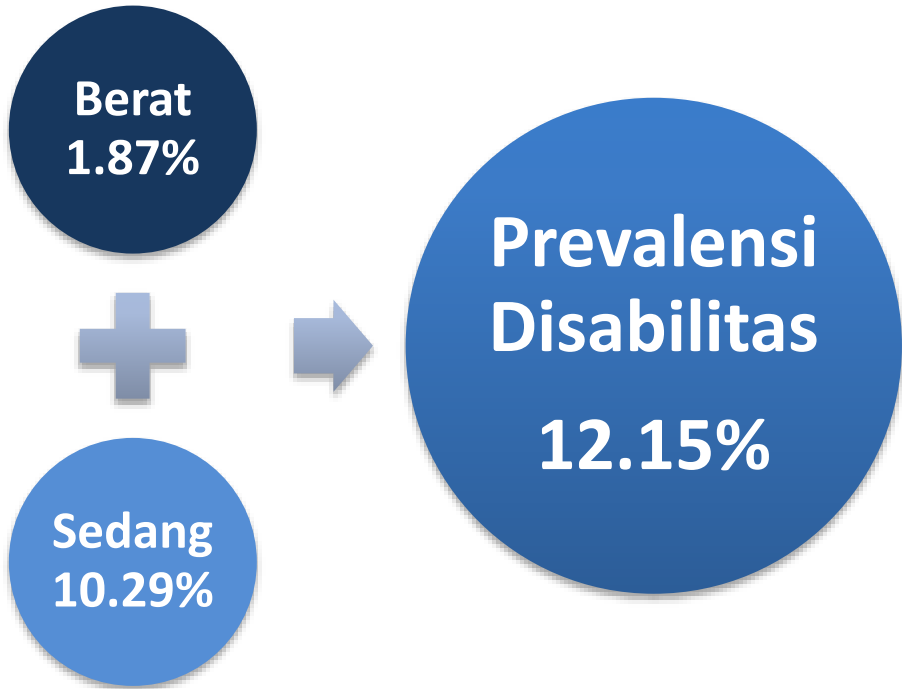 Berat
1.87%
Sedang
10.29%
Prevalensi
Disabilitas
12.15%